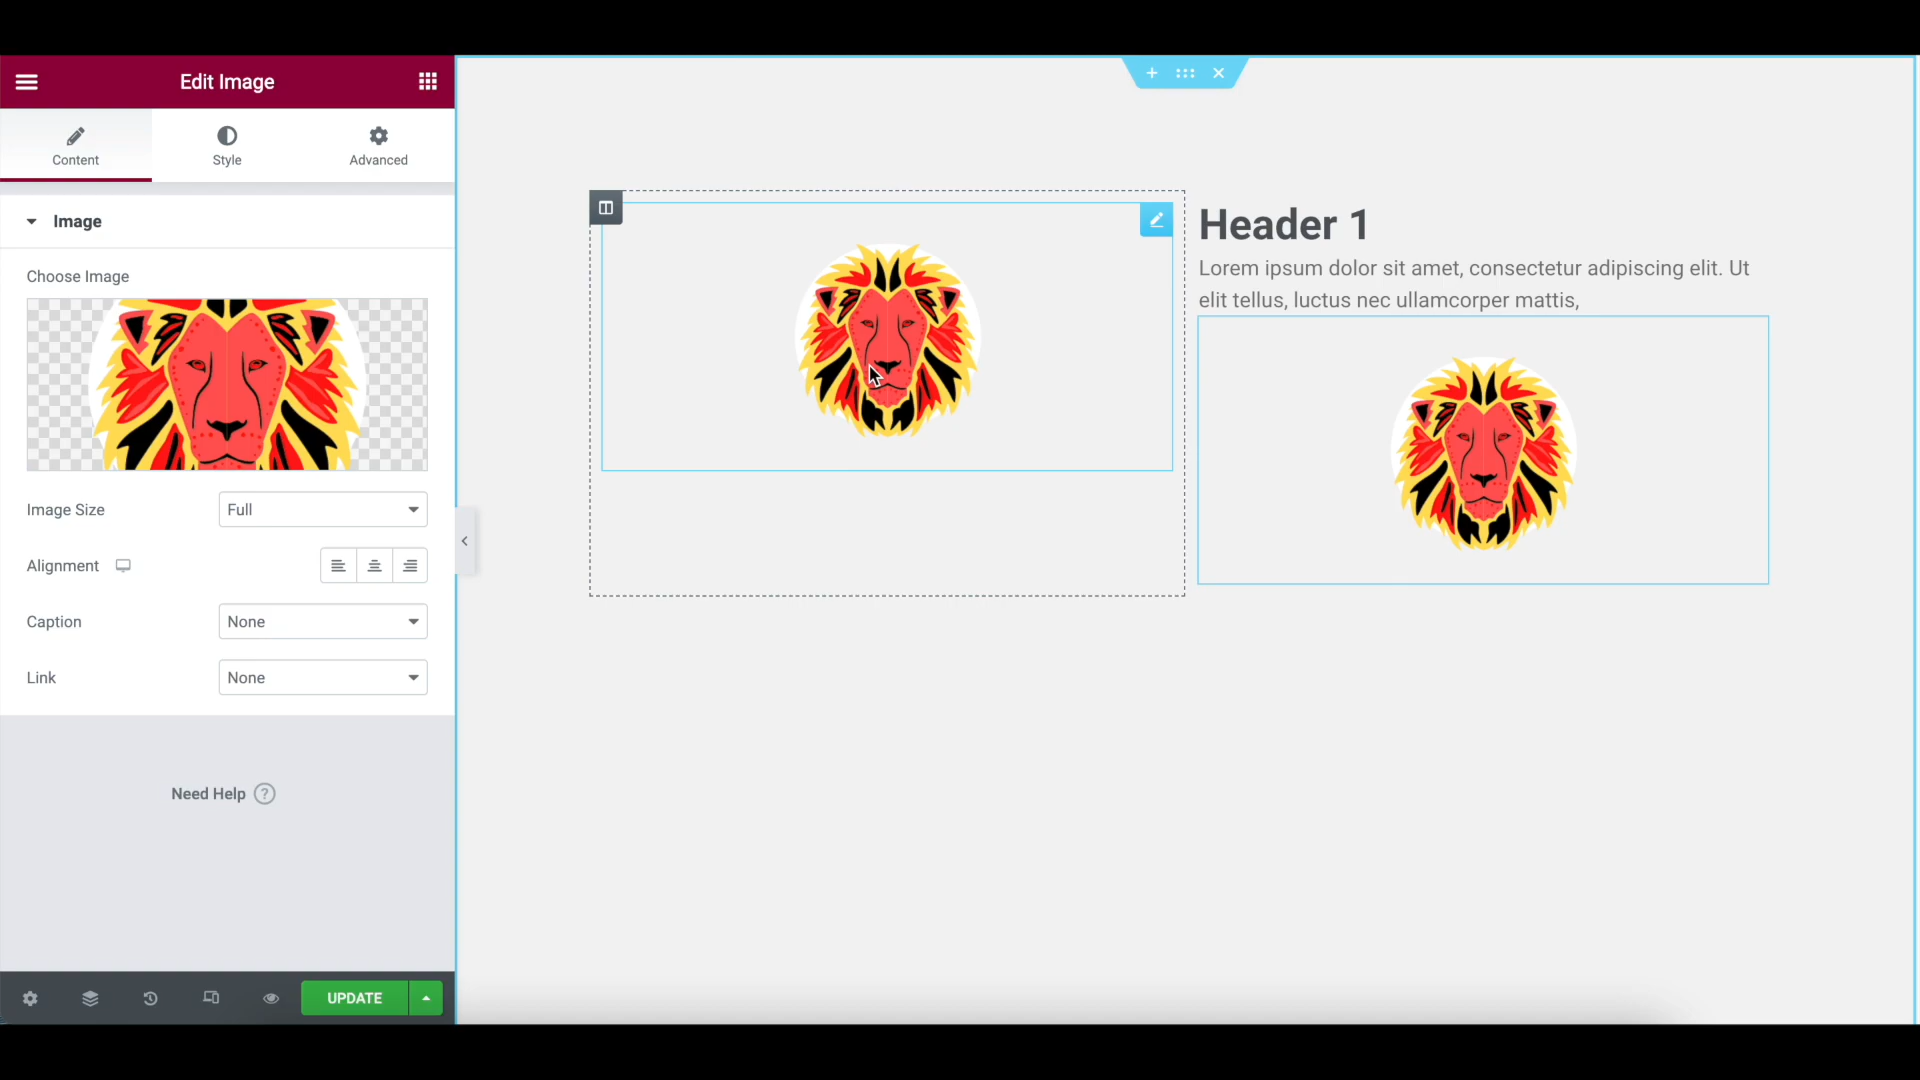 Edit Image
Content
Style
Advanced
Image
Choose Image
Image Size
Full
Alignment
Caption
None
Link
None
Need Help ?
UPDATE
Header 1
Lorem ipsum dolor sit amet, consectetur adipiscing elit. Ut
elit tellus, luctus nec ullamcorper mattis,